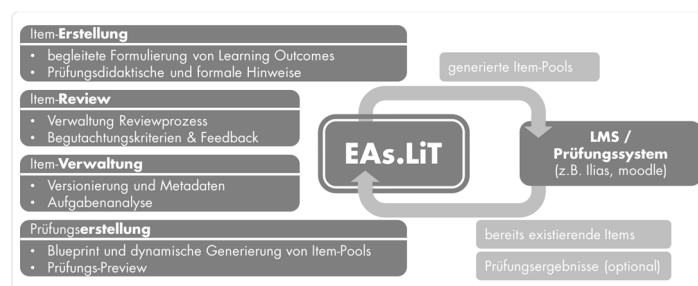 Item-Erstellung
• begleitete Formulierung von Learning Outcomes
• Prüfungsdidaktische und formale Hinweise
Item-Review
• Verwaltung Reviewprozess
• Begutachtungskriterien & Feedback
Item-Verwaltung
• Versionierung und Metadaten
• Aufgabenanalyse
Prüfungserstellung
• Blueprint und dynamische Generierung von Item-Pools
• Prüfungs-Preview
EAs.LiT
generierte Item-Pools
LMS /
Prüfungssystem
(z.B. Ilias, moodle)
bereits existierende Items
Prüfungsergebnisse (optional)